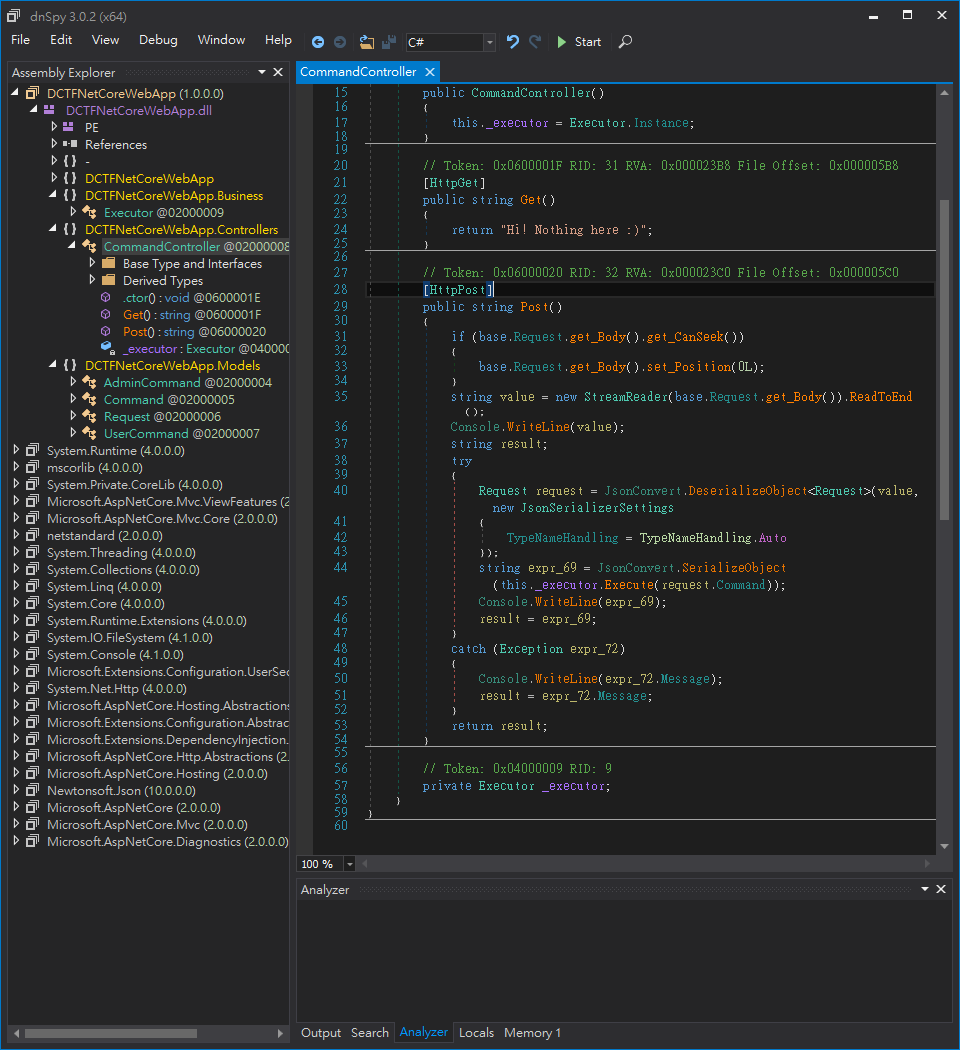 dnSpy 3.0.2 (x64)
File Edit View Debug Window Help C# Start
Assembly Explorer
DCTFNetCoreWebApp (1.0.0.0)
DCTFNetCoreWebApp.dll
PE
References
{ } -
{ } DCTFNetCoreWebApp
{ } DCTFNetCoreWebApp.Business
Executor @02000009
{ } DCTFNetCoreWebApp.Controllers
CommandController @02000008
Base Type and Interfaces
Derived Types
.ctor() : void @0600001E
Get() : string @0600001F
Post() : string @06000020
_executor : Executor @040000
{ } DCTFNetCoreWebApp.Models
AdminCommand @02000004
Command @02000005
Request @02000006
UserCommand @02000007
System.Runtime (4.0.0.0)
mscorlib (4.0.0.0)
System.Private.CoreLib (4.0.0.0)
Microsoft.AspNetCore.Mvc.ViewFeatures (2
Microsoft.AspNetCore.Mvc.Core (2.0.0.0)
netstandard (2.0.0.0)
System.Threading (4.0.0.0)
System.Collections (4.0.0.0)
System.Linq (4.0.0.0)
System.Core (4.0.0.0)
System.Runtime.Extensions (4.0.0.0)
System.IO.FileSystem (4.1.0.0)
System.Console (4.1.0.0)
Microsoft.Extensions.Configuration.UserSec
System.Net.Http (4.0.0.0)
Microsoft.AspNetCore.Hosting.Abstractions
Microsoft.Extensions.Configuration.Abstrac
Microsoft.Extensions.DependencyInjection.
Microsoft.AspNetCore.Http.Abstractions (2.
Microsoft.AspNetCore.Hosting (2.0.0.0)
Newtonsoft.Json (10.0.0.0)
Microsoft.AspNetCore (2.0.0.0)
Microsoft.AspNetCore.Mvc (2.0.0.0)
Microsoft.AspNetCore.Diagnostics (2.0.0.0)
CommandController
15 public CommandController()
16 {
17 this._executor = Executor.Instance;
18 }
19
20 // Token: 0x0600001F RID: 31 RVA: 0x000023B8 File Offset: 0x000005B8
21 [HttpGet]
22 public string Get()
23 {
24 return "Hi! Nothing here :)";
25 }
26
27 // Token: 0x06000020 RID: 32 RVA: 0x000023C0 File Offset: 0x000005C0
28 [HttpPost]
29 public string Post()
30 {
31 if (base.Request.get_Body().get_CanSeek())
32 {
33 base.Request.get_Body().set_Position(0L);
34 }
35 string value = new StreamReader(base.Request.get_Body()).ReadToEnd
();
36 Console.WriteLine(value);
37 string result;
38 try
39 {
40 Request request = JsonConvert.DeserializeObject<Request>(value,
new JsonSerializerSettings
41 {
42 TypeNameHandling = TypeNameHandling.Auto
43 });
44 string expr_69 = JsonConvert.SerializeObject
(this._executor.Execute(request.Command));
45 Console.WriteLine(expr_69);
46 result = expr_69;
47 }
48 catch (Exception expr_72)
49 {
50 Console.WriteLine(expr_72.Message);
51 result = expr_72.Message;
52 }
53 return result;
54 }
55
56 // Token: 0x04000009 RID: 9
57 private Executor _executor;
58 }
59 }
60
100 %
Analyzer
Output Search Analyzer Locals Memory 1